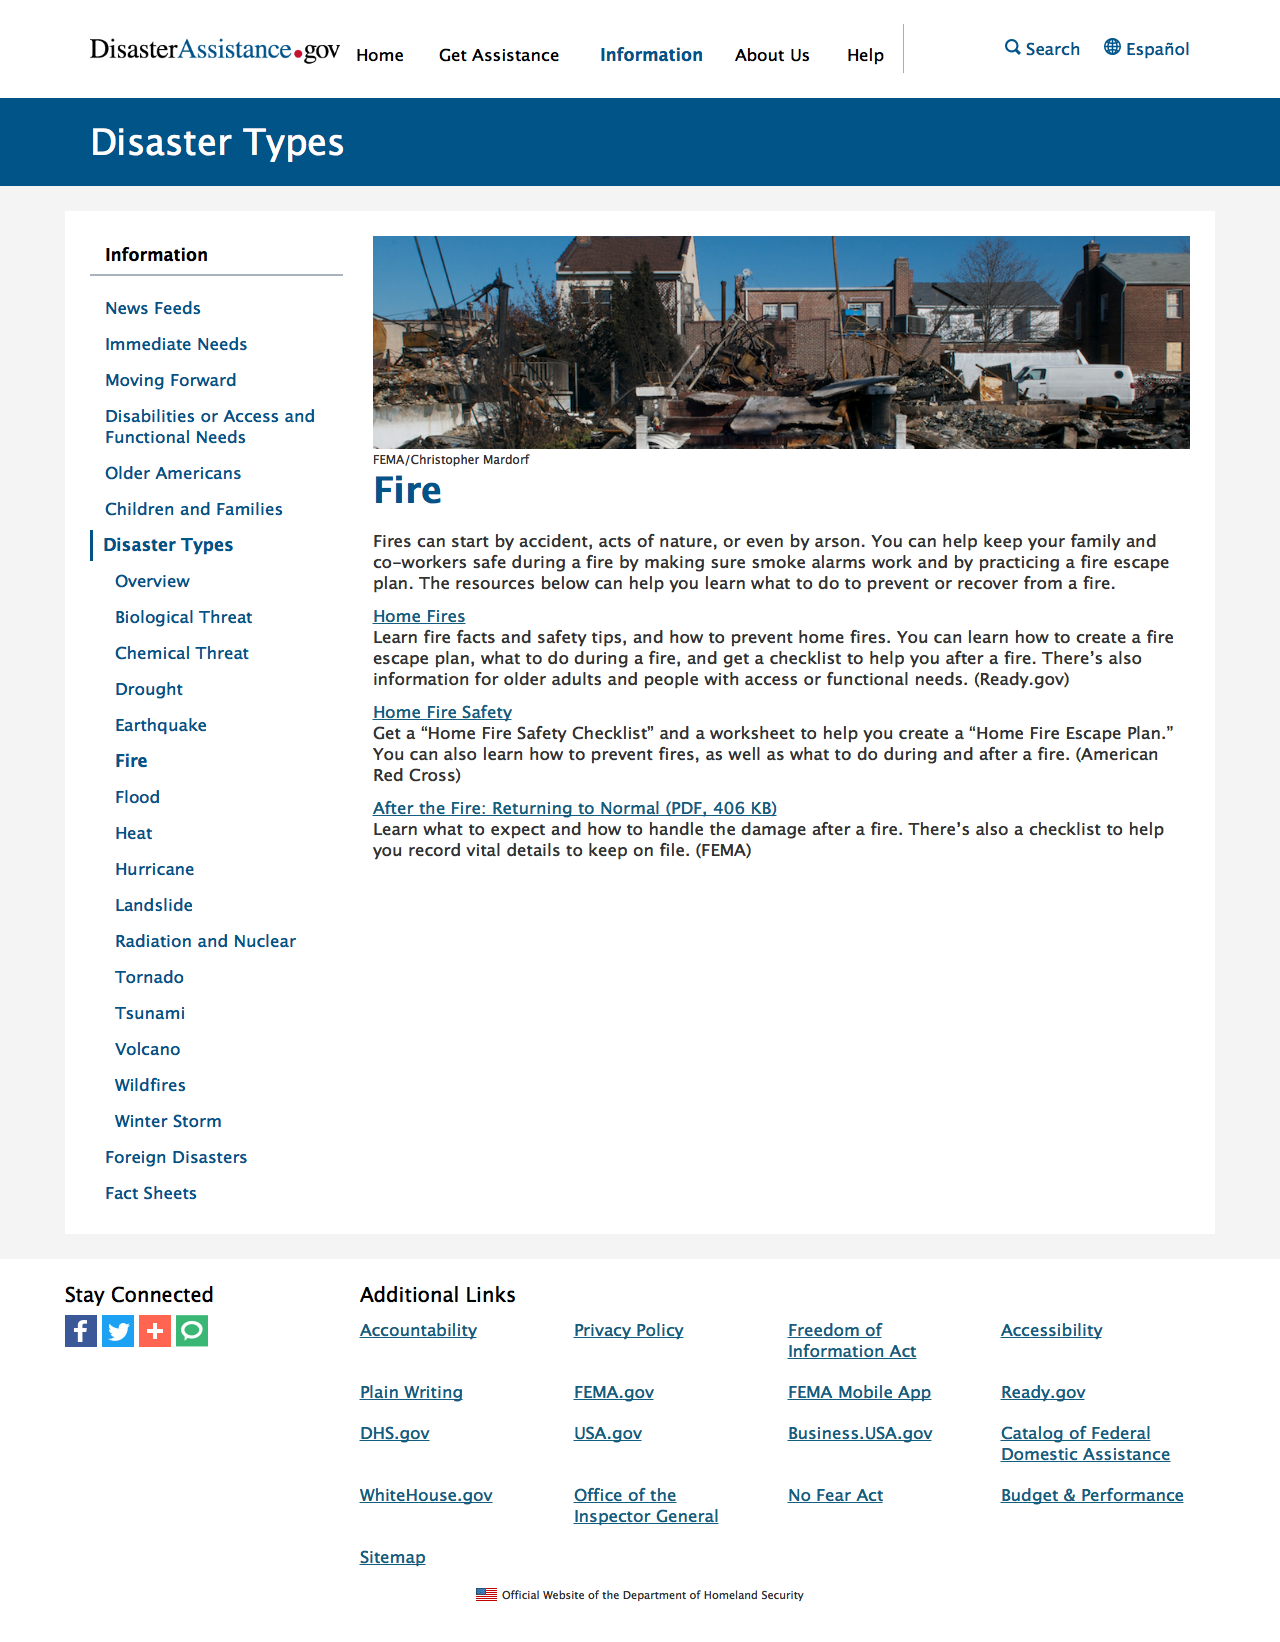 DisasterAssistance.gov
Home
Get Assistance
Information
About Us
Help
Search
Español
Disaster Types
Information
News Feeds
Immediate Needs
Moving Forward
Disabilities or Access and
Functional Needs
Older Americans
Children and Families
Disaster Types
Overview
Biological Threat
Chemical Threat
Drought
Earthquake
Fire
Flood
Heat
Hurricane
Landslide
Radiation and Nuclear
Tornado
Tsunami
Volcano
Wildfires
Winter Storm
Foreign Disasters
Fact Sheets
FEMA/Christopher Mardorf
Fire
Fires can start by accident, acts of nature, or even by arson. You can help keep your family and
co-workers safe during a fire by making sure smoke alarms work and by practicing a fire escape
plan. The resources below can help you learn what to do to prevent or recover from a fire.
Home Fires
Learn fire facts and safety tips, and how to prevent home fires. You can learn how to create a fire
escape plan, what to do during a fire, and get a checklist to help you after a fire. There’s also
information for older adults and people with access or functional needs. (Ready.gov)
Home Fire Safety
Get a “Home Fire Safety Checklist” and a worksheet to help you create a “Home Fire Escape Plan.”
You can also learn how to prevent fires, as well as what to do during and after a fire. (American
Red Cross)
After the Fire: Returning to Normal (PDF, 406 KB)
Learn what to expect and how to handle the damage after a fire. There’s also a checklist to help
you record vital details to keep on file. (FEMA)
Stay Connected
Additional Links
Accountability
Privacy Policy
Freedom of
Information Act
Accessibility
Plain Writing
FEMA.gov
FEMA Mobile App
Ready.gov
DHS.gov
USA.gov
Business.USA.gov
Catalog of Federal
Domestic Assistance
WhiteHouse.gov
Office of the
Inspector General
No Fear Act
Budget & Performance
Sitemap
Official Website of the Department of Homeland Security